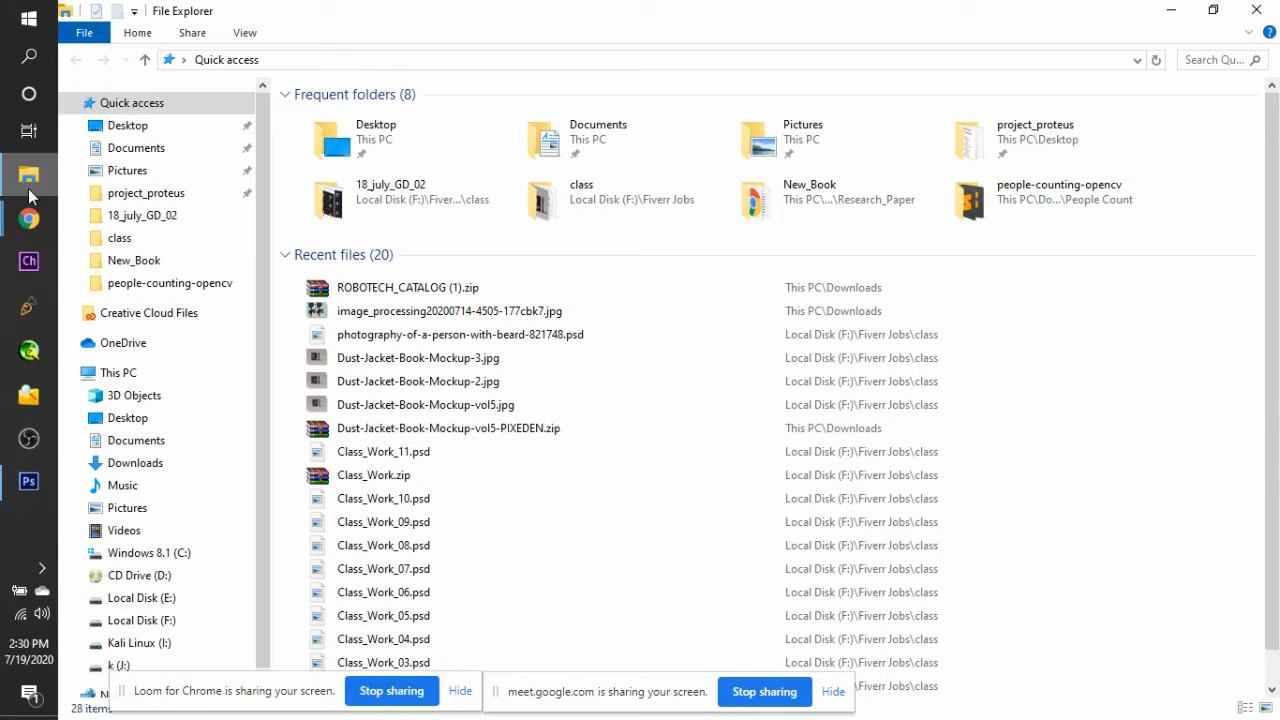 File Explorer
File Home Share View
Quick access
Search Qu...
Quick access
Desktop
Documents
Pictures
project_proteus
18_july_GD_02
class
New_Book
people-counting-opencv
Creative Cloud Files
OneDrive
This PC
3D Objects
Desktop
Documents
Downloads
Music
Pictures
Videos
Windows 8.1 (C:)
CD Drive (D:)
Local Disk (E:)
Local Disk (F:)
Kali Linux (I:)
k (J:)
Frequent folders (8)
Desktop
This PC
Documents
This PC
Pictures
This PC
project_proteus
This PC\Desktop
18_july_GD_02
Local Disk (F:)\Fiver...\class
class
Local Disk (F:)\Fiverr Jobs
New_Book
This PC\...\Research_Paper
people-counting-opencv
This PC\Do...\People Count
Recent files (20)
ROBOTECH_CATALOG (1).zip This PC\Downloads
image_processing20200714-4505-177cbk7.jpg This PC\Downloads
photography-of-a-person-with-beard-821748.psd Local Disk (F:)\Fiverr Jobs\class
Dust-Jacket-Book-Mockup-3.jpg Local Disk (F:)\Fiverr Jobs\class
Dust-Jacket-Book-Mockup-2.jpg Local Disk (F:)\Fiverr Jobs\class
Dust-Jacket-Book-Mockup-vol5.jpg Local Disk (F:)\Fiverr Jobs\class
Dust-Jacket-Book-Mockup-vol5-PIXEDEN.zip This PC\Downloads
Class_Work_11.psd Local Disk (F:)\Fiverr Jobs\class
Class_Work.zip Local Disk (F:)\Fiverr Jobs\class
Class_Work_10.psd Local Disk (F:)\Fiverr Jobs\class
Class_Work_09.psd Local Disk (F:)\Fiverr Jobs\class
Class_Work_08.psd Local Disk (F:)\Fiverr Jobs\class
Class_Work_07.psd Local Disk (F:)\Fiverr Jobs\class
Class_Work_06.psd Local Disk (F:)\Fiverr Jobs\class
Class_Work_05.psd Local Disk (F:)\Fiverr Jobs\class
Class_Work_04.psd Local Disk (F:)\Fiverr Jobs\class
Class_Work_03.psd Local Disk (F:)\Fiverr Jobs\class
Jobs\class
Loom for Chrome is sharing your screen. Stop sharing Hide
meet.google.com is sharing your screen. Stop sharing Hide
28 items
Ch
Ps
2:30 PM
7/19/2020
1